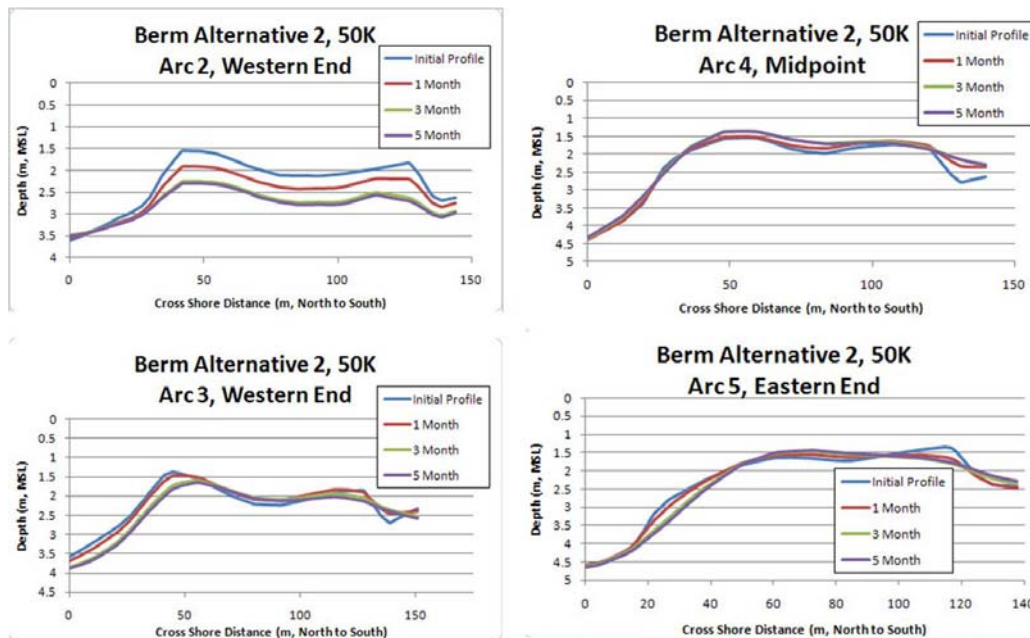 Berm Alternative 2, 50K
Arc 2, Western End
Initial Profile
1 Month
3 Month
5 Month
Depth (m, MSL)
0
0.5
1
1.5
2
2.5
3
3.5
4
0 50 100 150
Cross Shore Distance (m, North to South)
Berm Alternative 2, 50K
Arc 4, Midpoint
Initial Profile
1 Month
3 Month
5 Month
Depth (m, MSL)
0
0.5
1
1.5
2
2.5
3
3.5
4
4.5
5
0 50 100 150
Cross Shore Distance (m, North to South)
Berm Alternative 2, 50K
Arc 3, Western End
Initial Profile
1 Month
3 Month
5 Month
Depth (m, MSL)
0
0.5
1
1.5
2
2.5
3
3.5
4
4.5
0 50 100 150
Cross Shore Distance (m, North to South)
Berm Alternative 2, 50K
Arc 5, Eastern End
Initial Profile
1 Month
3 Month
5 Month
Depth (m, MSL)
0
0.5
1
1.5
2
2.5
3
3.5
4
4.5
5
0 20 40 60 80 100 120 140
Cross Shore Distance (m, North to South)